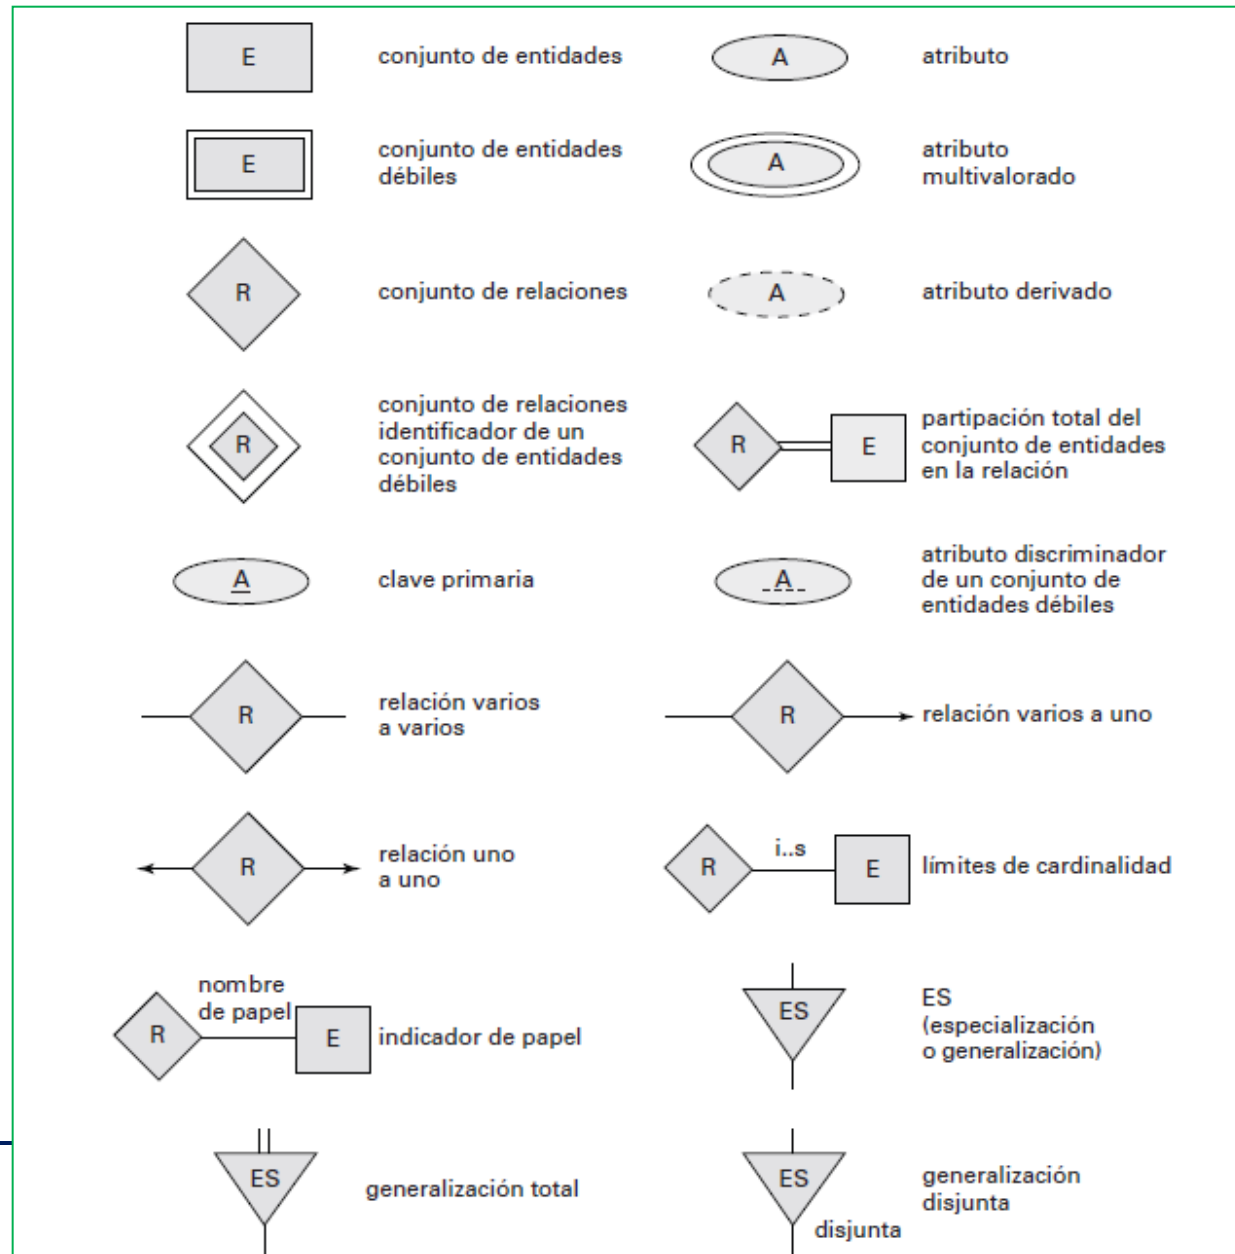 E
conjunto de entidades
A
atributo
E
conjunto de entidades
débiles
A
atributo
multivalorado
R
conjunto de relaciones
A
atributo derivado
R
conjunto de relaciones
identificador de un
conjunto de entidades
débiles
R
E
partipación total del
conjunto de entidades
en la relación
A
clave primaria
A
atributo discriminador
de un conjunto de
entidades débiles
R
relación varios
a varios
R
relación varios a uno
R
relación uno
a uno
R
i..s
E
límites de cardinalidad
R
nombre
de papel
E
indicador de papel
ES
ES
(especialización
o generalización)
ES
generalización total
ES
disjunta
generalización
disjunta